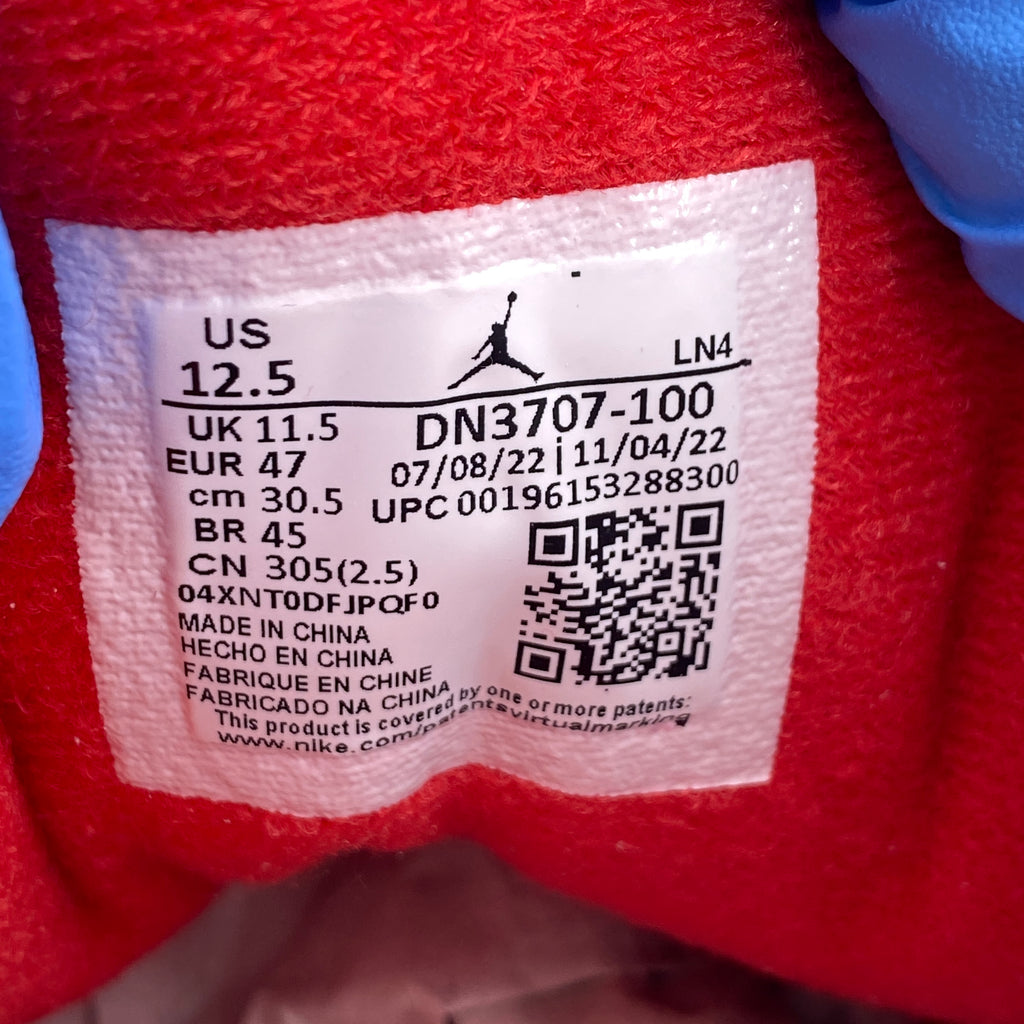 US
12.5
LN4
UK 11.5
DN3707-100
EUR 47
07/08/22 | 11/04/22
cm 30.5
UPC 00196153288300
BR 45
CN 305(2.5)
04XNT0DFJPQF0
MADE IN CHINA
HECHO EN CHINA
FABRIQUE EN CHINE
FABRICADO NA CHINA
This product is covered by one or more patents:
www.nike.com/patentsvirtualmarking